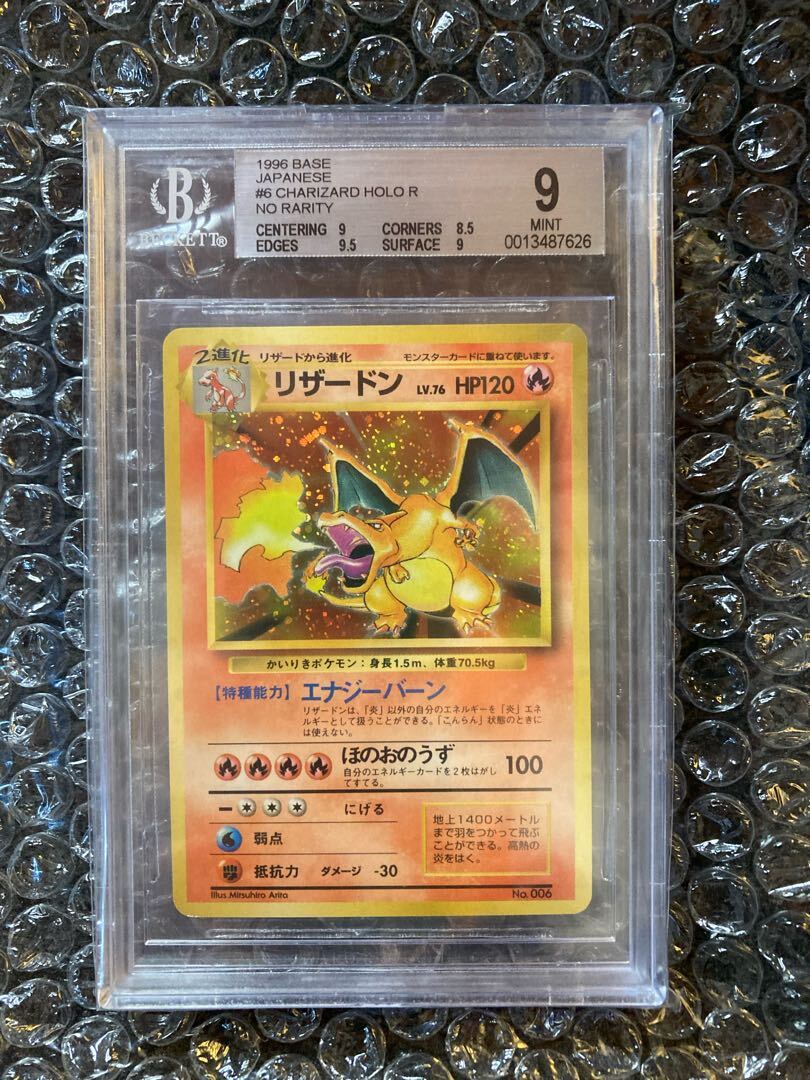 1996 BASE
JAPANESE
#6 CHARIZARD HOLO R
NO RARITY
CENTERING 9 CORNERS 8.5
EDGES 9.5 SURFACE 9
9
MINT
0013487626
B
BECKETT®
2進化 リザードから進化 モンスターカードに重ねて使います。
リザードン LV.76 HP120
かいりきポケモン：身長1.5m、体重70.5kg
【特種能力】エナジーバーン
リザードンは、「炎」以外の自分のエネルギーを「炎」エネ
ルギーとして扱うことができる。「こんらん」状態のときに
は使えない。
ほのおのうず 100
自分のエネルギーカードを2枚はがし
てすてる。
にげる
弱点
抵抗力 ダメージ -30
地上1400メートル
まで羽をつかって飛ぶ
ことができる。高熱の
炎をはく。
Illus. Mitsuhiro Arita No. 006